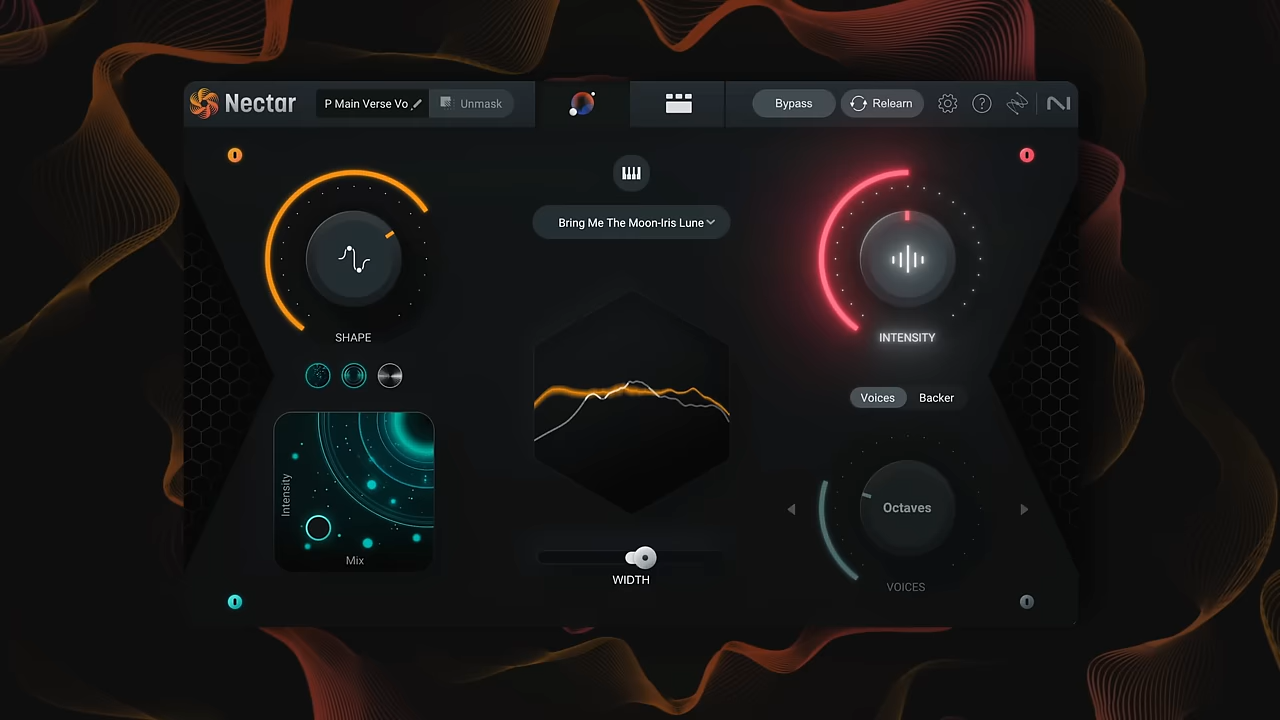 Nectar
P Main Verse Vo
Unmask
Bypass
Relearn
?
Bring Me The Moon-Iris Lune
SHAPE
INTENSITY
Voices
Backer
Intensity
Mix
Octaves
WIDTH
VOICES